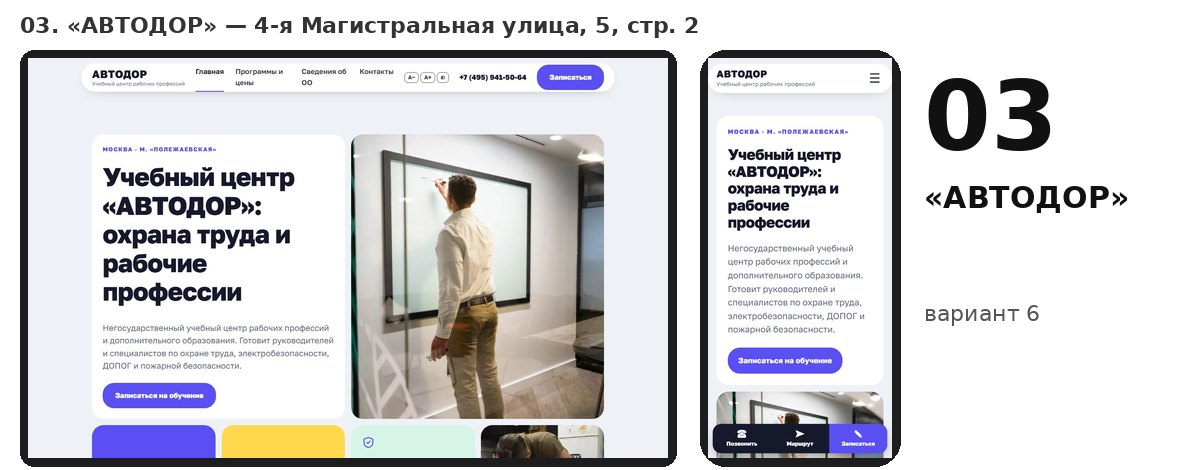 03. «АВТОДОР» — 4-я Магистральная улица, 5, стр. 2
АВТОДОР
Учебный центр рабочих профессий
Главная
Программы и
цены
Сведения об
ОО
Контакты
A−
A+
+7 (495) 941-50-64
Записаться
МОСКВА · М. «ПОЛЕЖАЕВСКАЯ»
Учебный центр
«АВТОДОР»:
охрана труда и
рабочие
профессии
Негосударственный учебный центр рабочих профессий
и дополнительного образования. Готовит руководителей
и специалистов по охране труда, электробезопасности,
ДОПОГ и пожарной безопасности.
Записаться на обучение
АВТОДОР
Учебный центр рабочих профессий
МОСКВА · М. «ПОЛЕЖАЕВСКАЯ»
Учебный центр
«АВТОДОР»:
охрана труда и
рабочие
профессии
Негосударственный учебный
центр рабочих профессий и
дополнительного образования.
Готовит руководителей и
специалистов по охране труда,
электробезопасности, ДОПОГ и
пожарной безопасности.
Записаться на обучение
Позвонить
Маршрут
Записаться
03
«АВТОДОР»
вариант 6